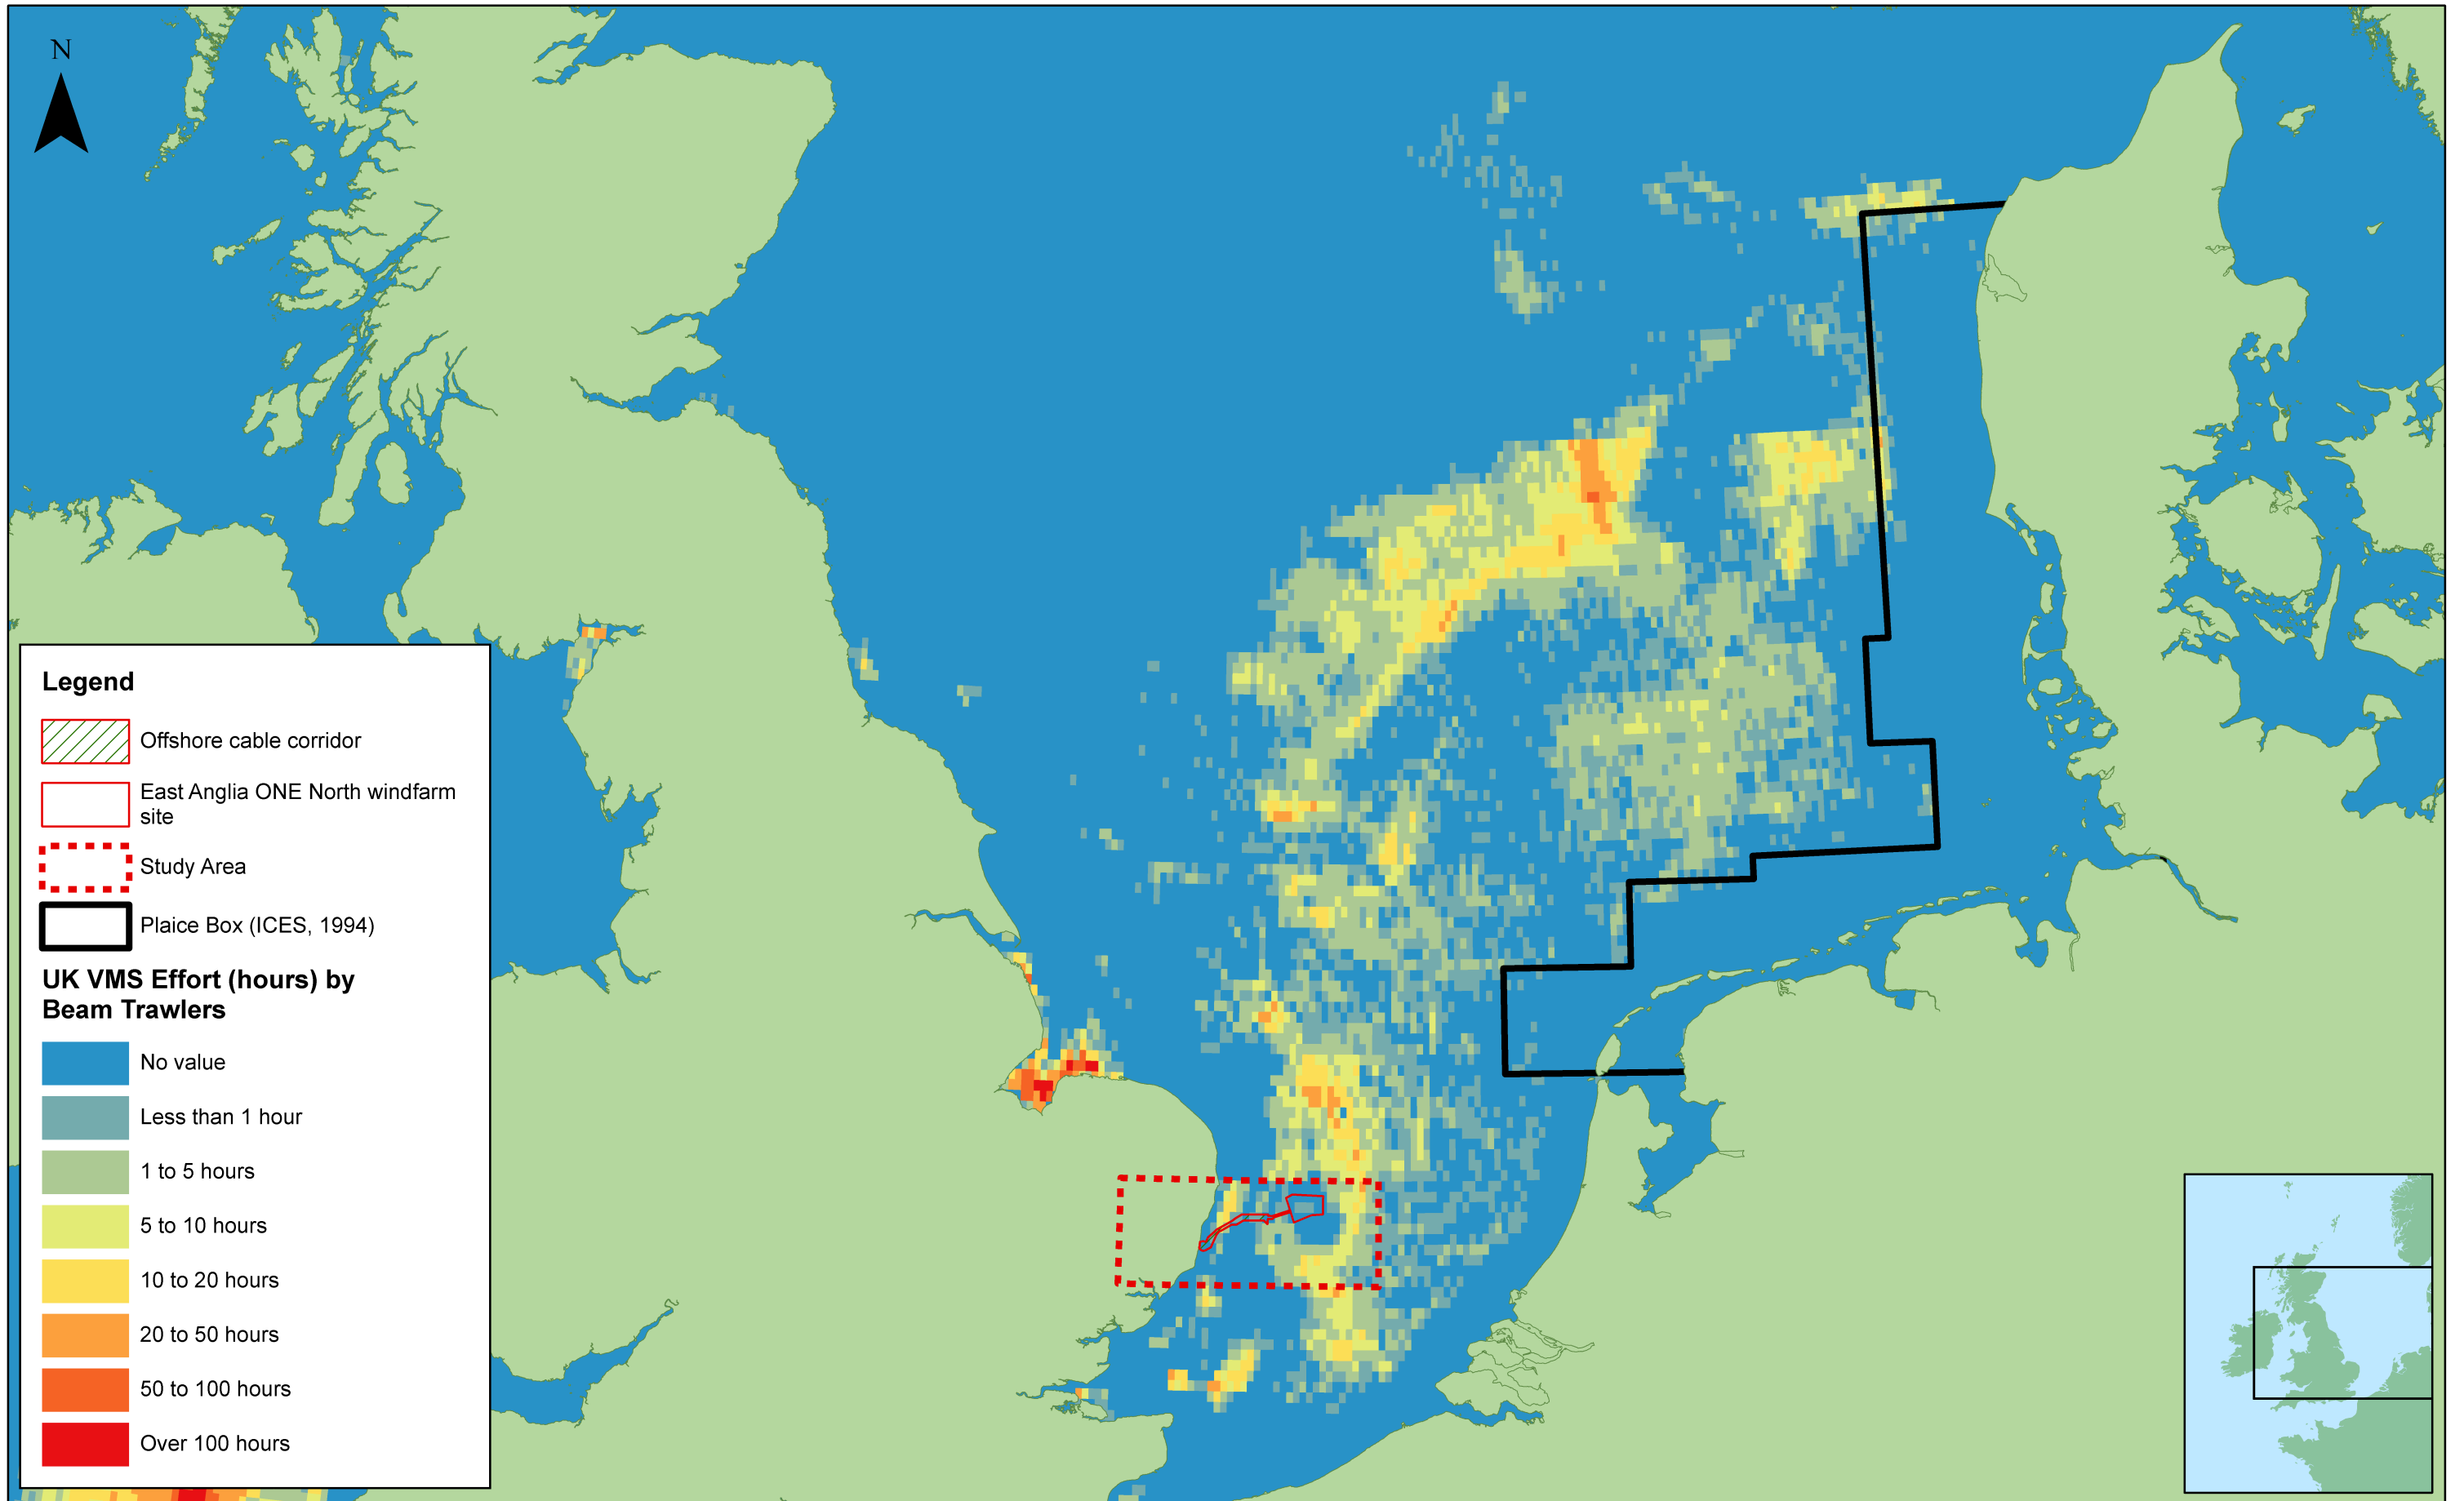 N
Legend
Offshore cable corridor
East Anglia ONE North windfarm
site
Study Area
Plaice Box (ICES, 1994)
UK VMS Effort (hours) by
Beam Trawlers
No value
Less than 1 hour
1 to 5 hours
5 to 10 hours
10 to 20 hours
20 to 50 hours
50 to 100 hours
Over 100 hours